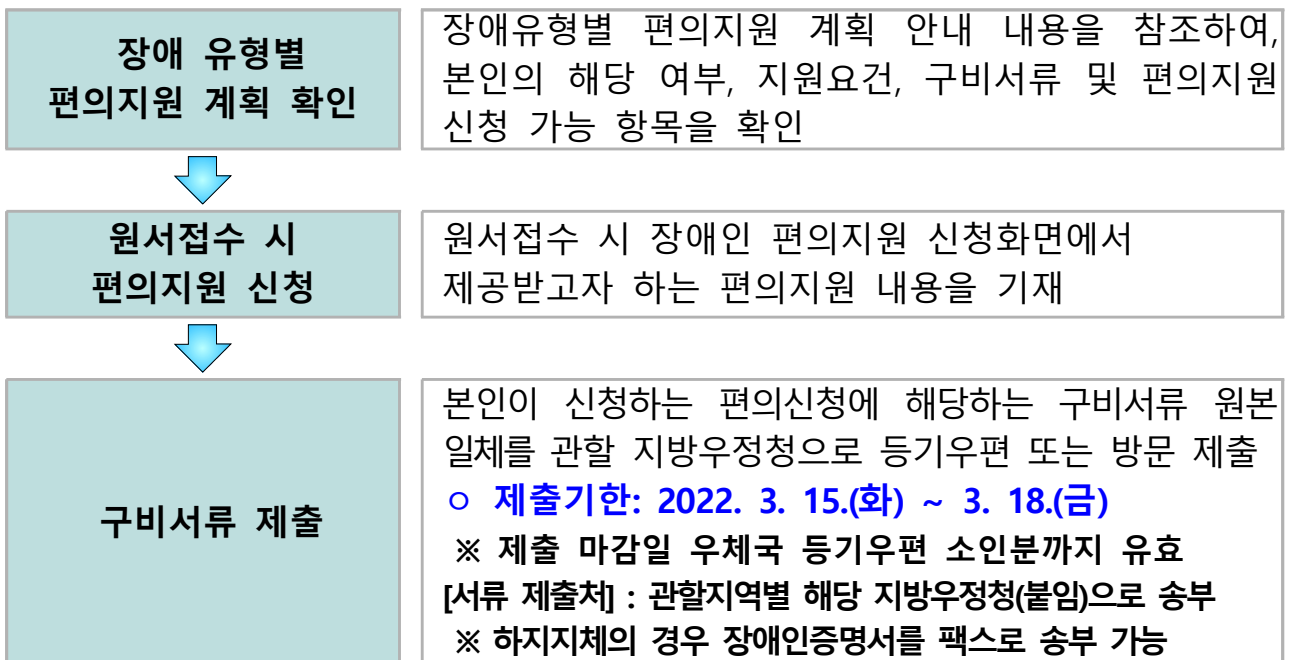 장애 유형별
편의지원 계획 확인
장애유형별 편의지원 계획 안내 내용을 참조하여,
본인의 해당 여부, 지원요건, 구비서류 및 편의지원
신청 가능 항목을 확인
원서접수 시
편의지원 신청
원서접수 시 장애인 편의지원 신청화면에서
제공받고자 하는 편의지원 내용을 기재
구비서류 제출
본인이 신청하는 편의신청에 해당하는 구비서류 원본
일체를 관할 지방우정청으로 등기우편 또는 방문 제출
ㅇ 제출기한: 2022. 3. 15.(화) ~ 3. 18.(금)
※ 제출 마감일 우체국 등기우편 소인분까지 유효
[서류 제출처] : 관할지역별 해당 지방우정청(붙임)으로 송부
※ 하지지체의 경우 장애인증명서를 팩스로 송부 가능